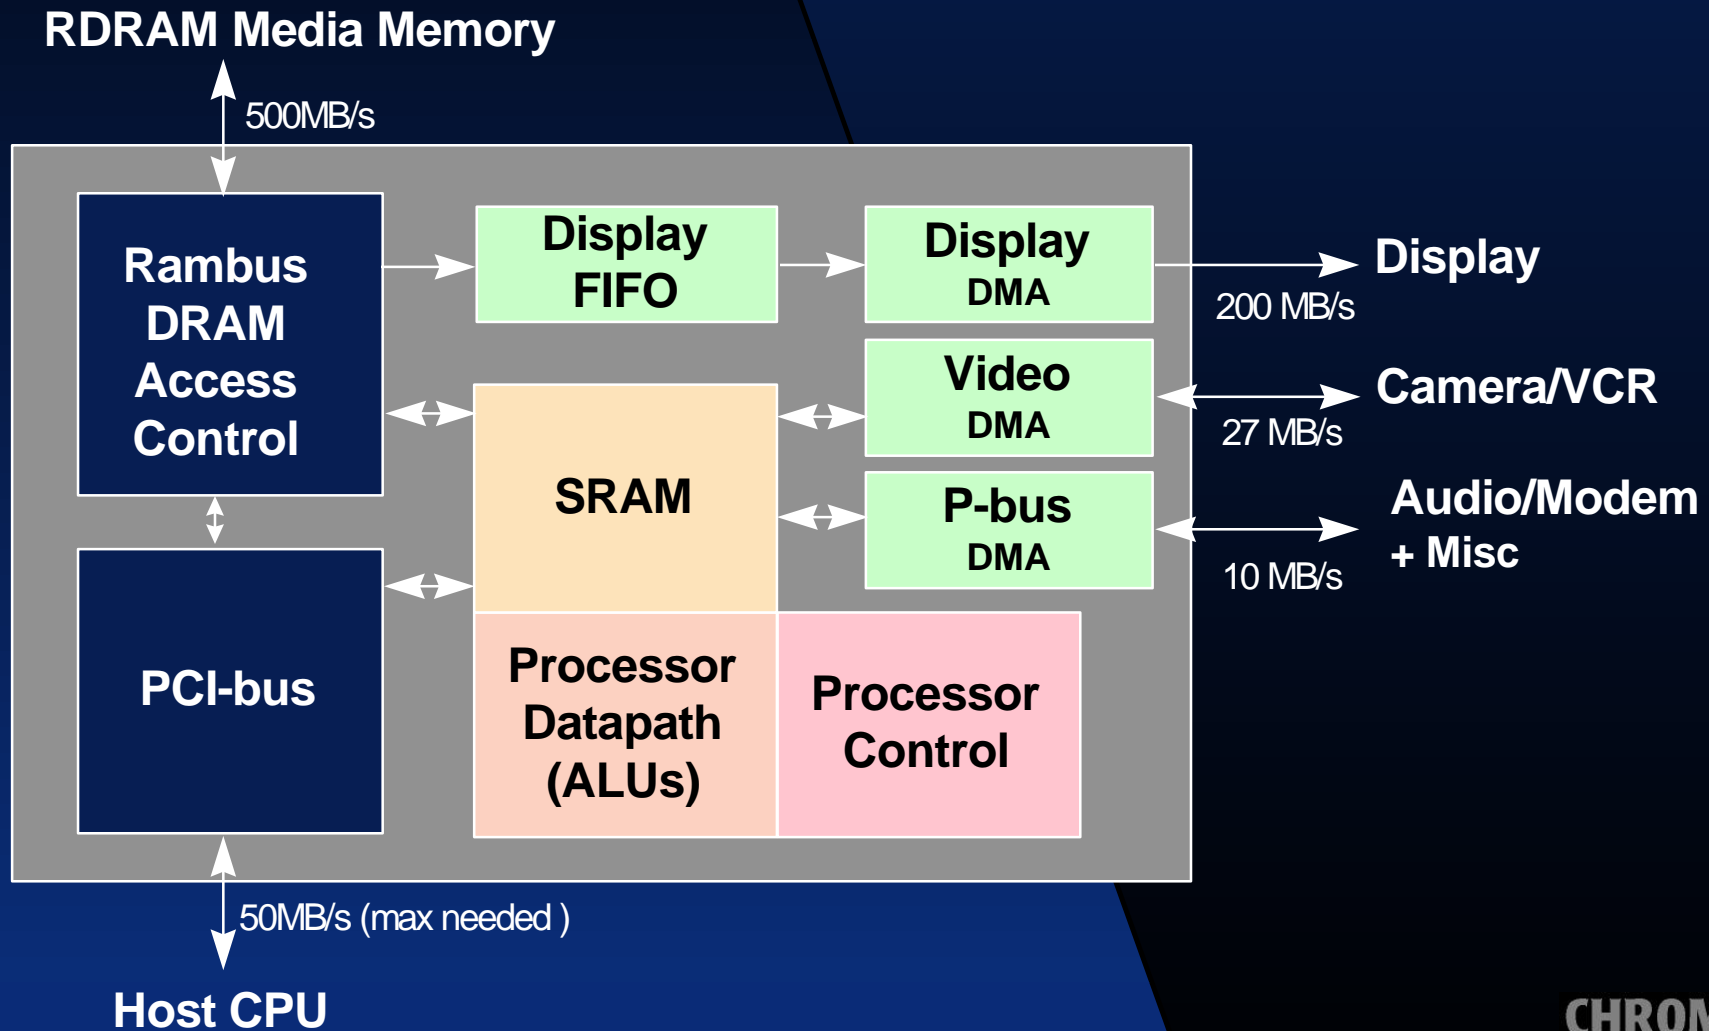 RDRAM Media Memory
500MB/s
Rambus
DRAM
Access
Control
Display
FIFO
Display
DMA
Display
200 MB/s
Video
DMA
Camera/VCR
27 MB/s
SRAM
P-bus
DMA
Audio/Modem
+ Misc
10 MB/s
PCI-bus
Processor
Datapath
(ALUs)
Processor
Control
50MB/s (max needed )
Host CPU